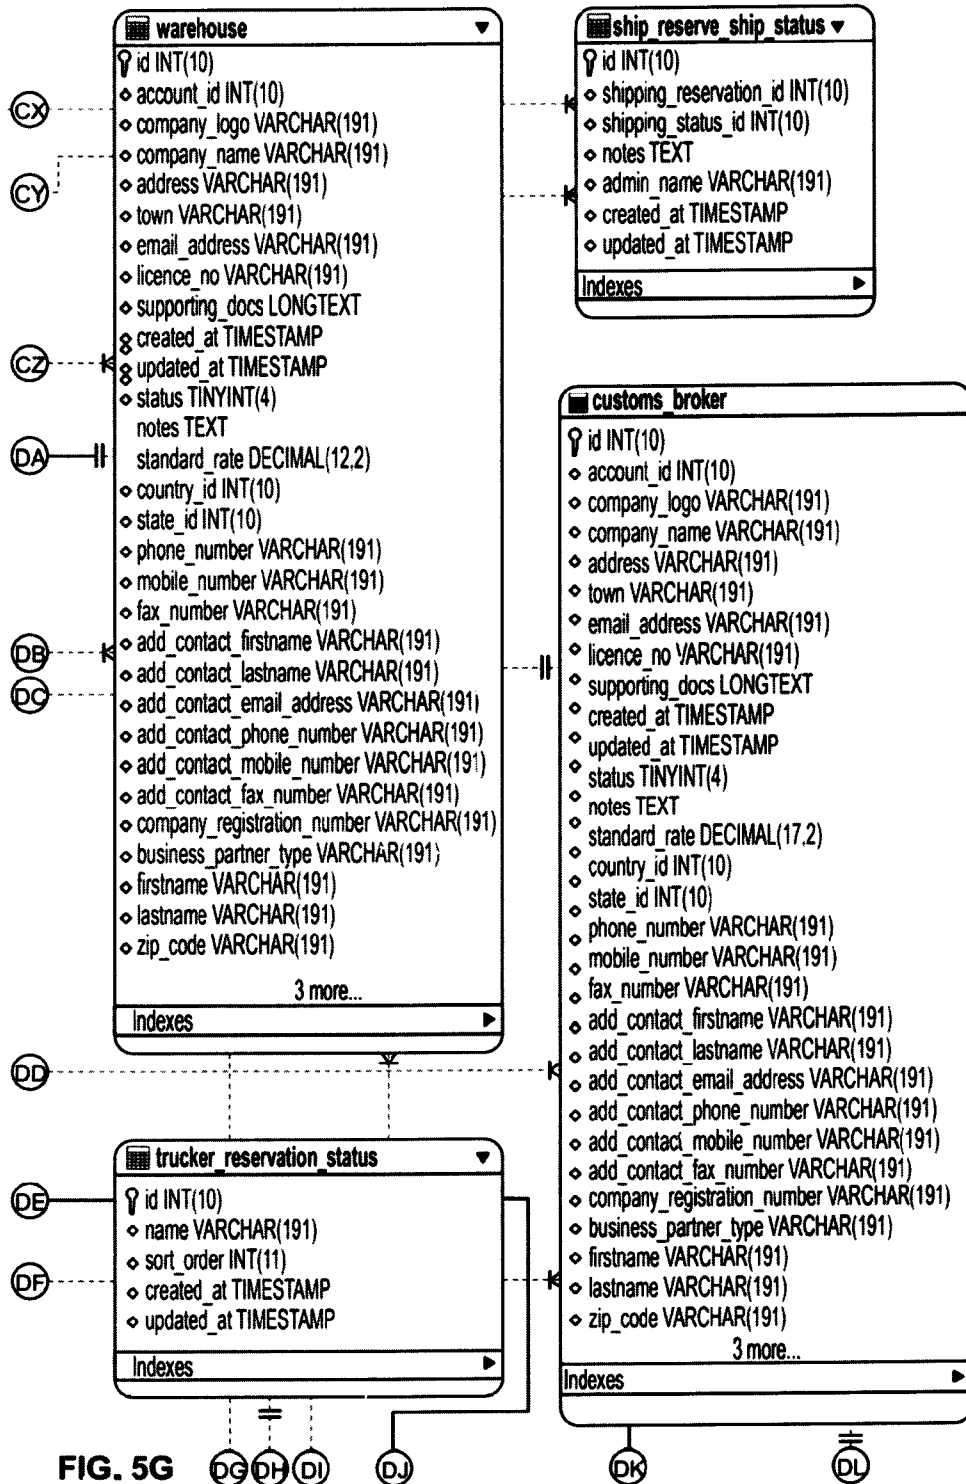 warehouse
id INT(10)
account_id INT(10)
company_logo VARCHAR(191)
company_name VARCHAR(191)
address VARCHAR(191)
town VARCHAR(191)
email_address VARCHAR(191)
licence_no VARCHAR(191)
supporting_docs LONGTEXT
created_at TIMESTAMP
updated_at TIMESTAMP
status TINYINT(4)
notes TEXT
standard_rate DECIMAL(12,2)
country_id INT(10)
state_id INT(10)
phone_number VARCHAR(191)
mobile_number VARCHAR(191)
fax_number VARCHAR(191)
add_contact_firstname VARCHAR(191)
add_contact_lastname VARCHAR(191)
add_contact_email_address VARCHAR(191)
add_contact_phone_number VARCHAR(191)
add_contact_mobile_number VARCHAR(191)
add_contact_fax_number VARCHAR(191)
company_registration_number VARCHAR(191)
business_partner_type VARCHAR(191)
firstname VARCHAR(191)
lastname VARCHAR(191)
zip_code VARCHAR(191)
3 more...
Indexes
ship_reserve_ship_status
id INT(10)
shipping_reservation_id INT(10)
shipping_status_id INT(10)
notes TEXT
admin_name VARCHAR(191)
created_at TIMESTAMP
updated_at TIMESTAMP
Indexes
customs_broker
id INT(10)
account_id INT(10)
company_logo VARCHAR(191)
company_name VARCHAR(191)
address VARCHAR(191)
town VARCHAR(191)
email_address VARCHAR(191)
licence_no VARCHAR(191)
supporting_docs LONGTEXT
created_at TIMESTAMP
updated_at TIMESTAMP
status TINYINT(4)
notes TEXT
standard_rate DECIMAL(17,2)
country_id INT(10)
state_id INT(10)
phone_number VARCHAR(191)
mobile_number VARCHAR(191)
fax_number VARCHAR(191)
add_contact_firstname VARCHAR(191)
add_contact_lastname VARCHAR(191)
add_contact_email_address VARCHAR(191)
add_contact_phone_number VARCHAR(191)
add_contact_mobile_number VARCHAR(191)
add_contact_fax_number VARCHAR(191)
company_registration_number VARCHAR(191)
business_partner_type VARCHAR(191)
firstname VARCHAR(191)
lastname VARCHAR(191)
zip_code VARCHAR(191)
3 more...
Indexes
trucker_reservation_status
id INT(10)
name VARCHAR(191)
sort_order INT(11)
created_at TIMESTAMP
updated_at TIMESTAMP
Indexes
CX
CY
CZ
DA
DB
DC
DD
DE
DF
DG
DH
DI
DJ
DK
DL
FIG. 5G